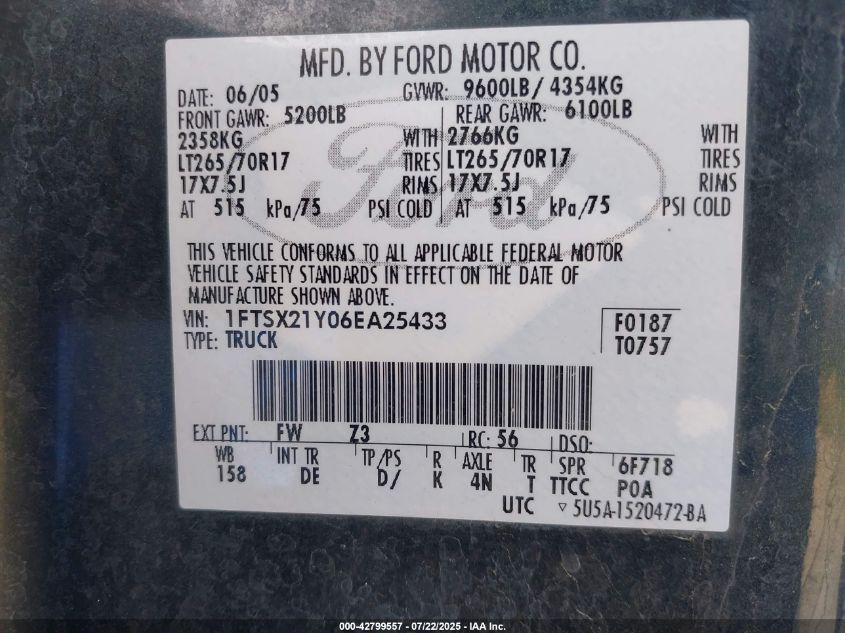 MFD. BY FORD MOTOR CO.
DATE: 06/05 GVWR: 9600LB/ 4354KG
FRONT GAWR: 5200LB REAR GAWR: 6100LB
2358KG WITH 2766KG WITH
LT265/70R17 TIRES LT265/70R17 TIRES
17X7.5J RIMS 17X7.5J RIMS
AT 515 kPa/75 PSI COLD AT 515 kPa/75 PSI COLD
Ford
THIS VEHICLE CONFORMS TO ALL APPLICABLE FEDERAL MOTOR
VEHICLE SAFETY STANDARDS IN EFFECT ON THE DATE OF
MANUFACTURE SHOWN ABOVE.
VIN: 1FTSX21Y06EA25433 F0187
TYPE: TRUCK T0757
EXT PNT: FW Z3 RC: 56 DSO:
WB INT TR TP/PS R AXLE TR SPR 6F718
158 DE D/ K 4N T TTCC P0A
UTC ▽ 5U5A-1520472-BA
000-42799557 - 07/22/2025 - IAA Inc.